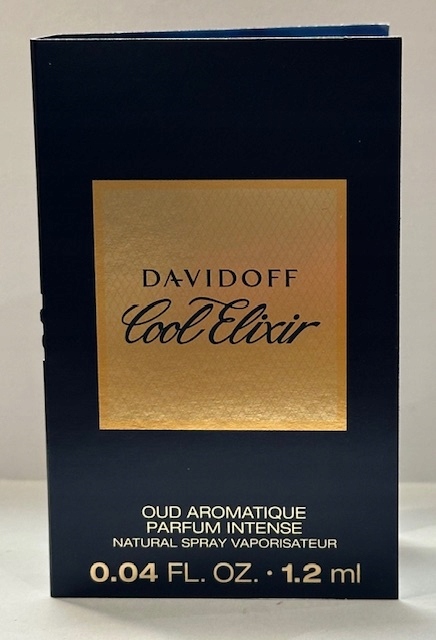 DAVIDOFF
Cool Elixir
OUD AROMATIQUE
PARFUM INTENSE
NATURAL SPRAY VAPORISATEUR
0.04 FL. OZ. · 1.2 ml